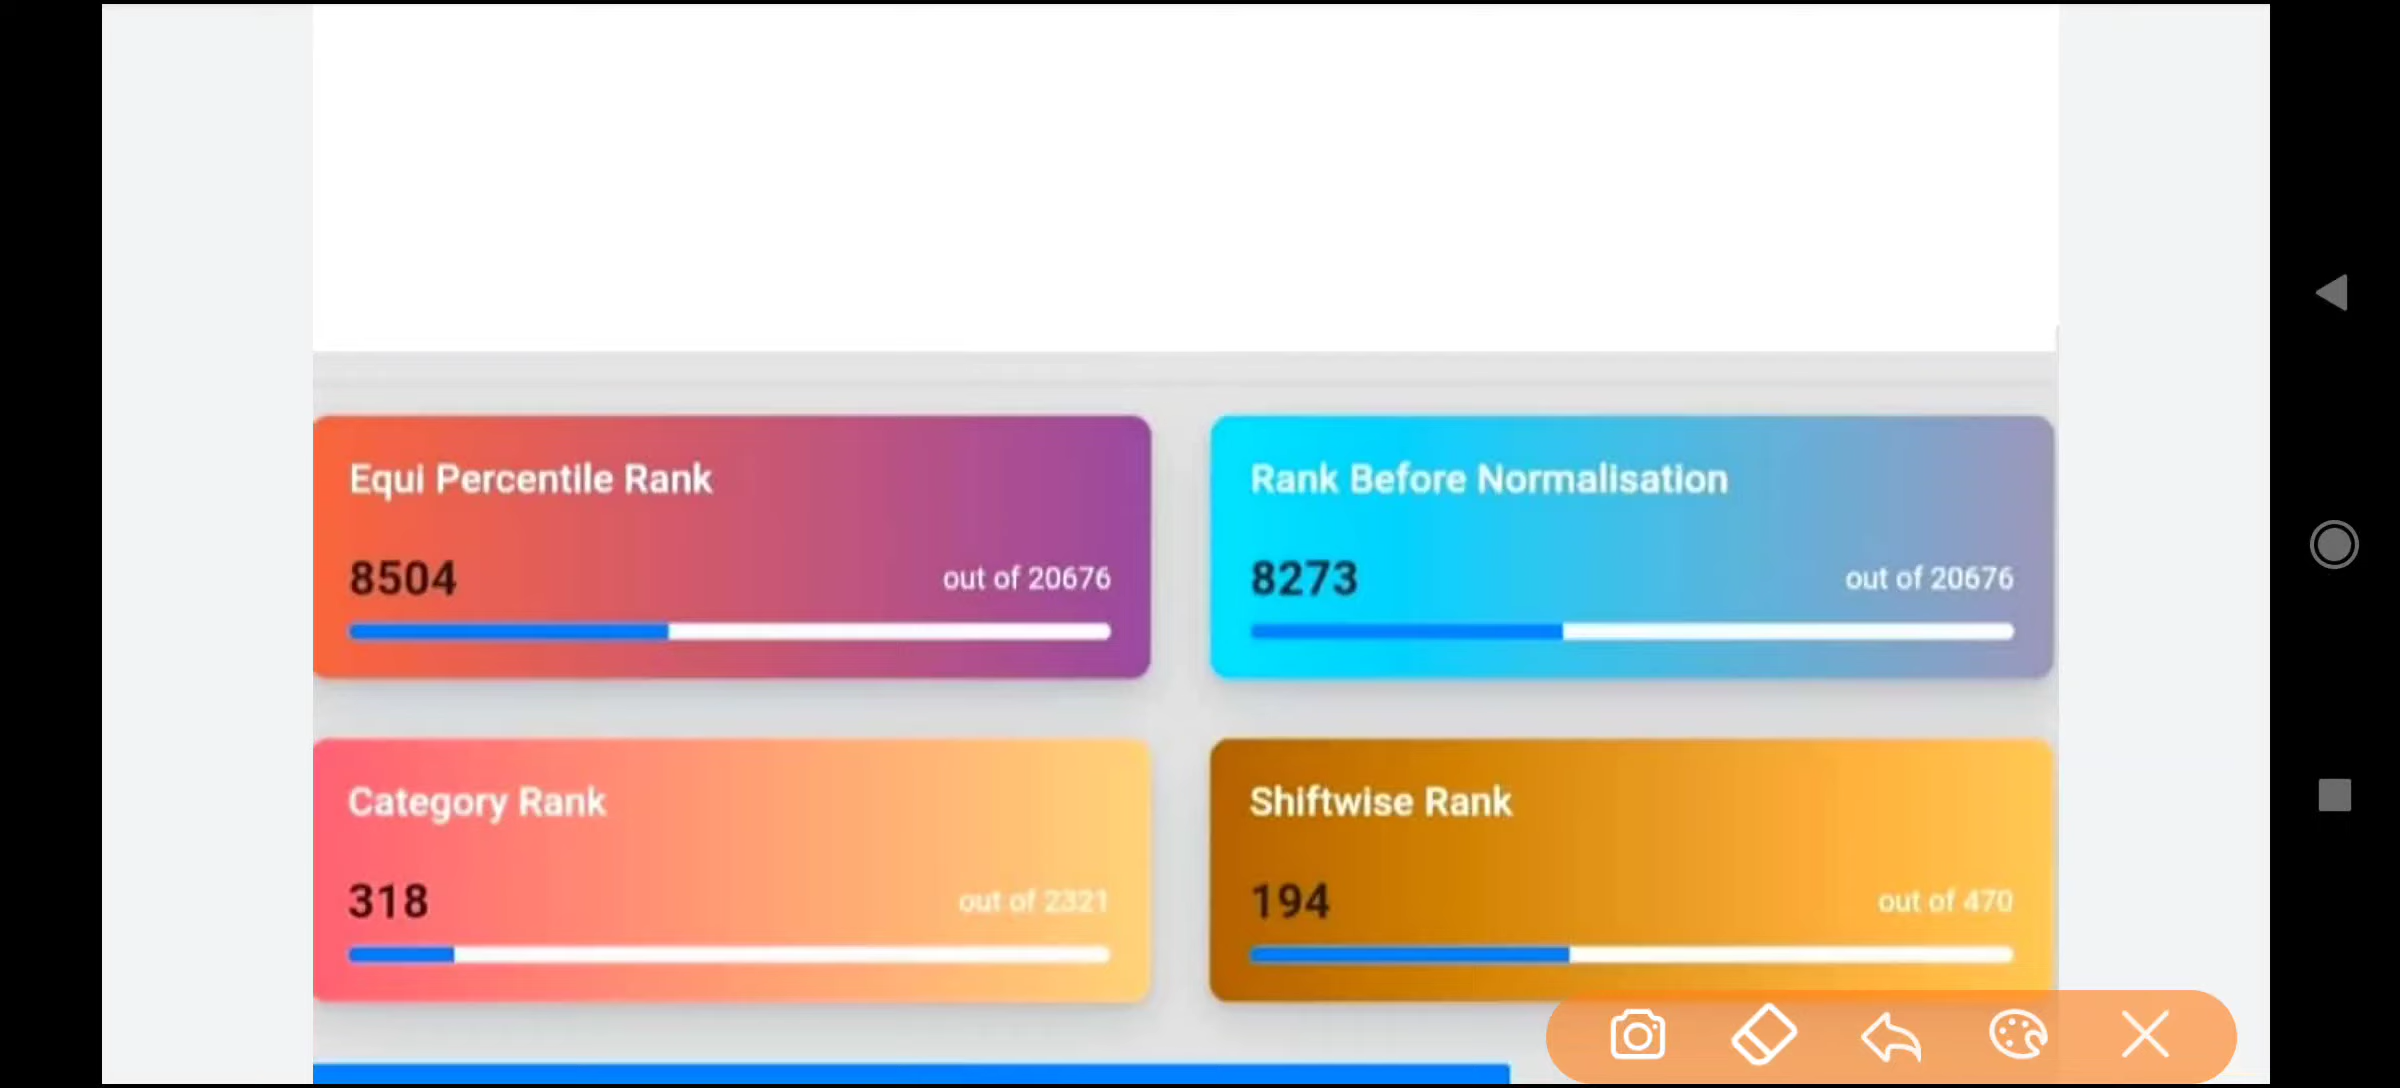 Equi Percentile Rank
8504
out of 20676
Rank Before Normalisation
8273
out of 20676
Category Rank
318
out of 2321
Shiftwise Rank
194
out of 470